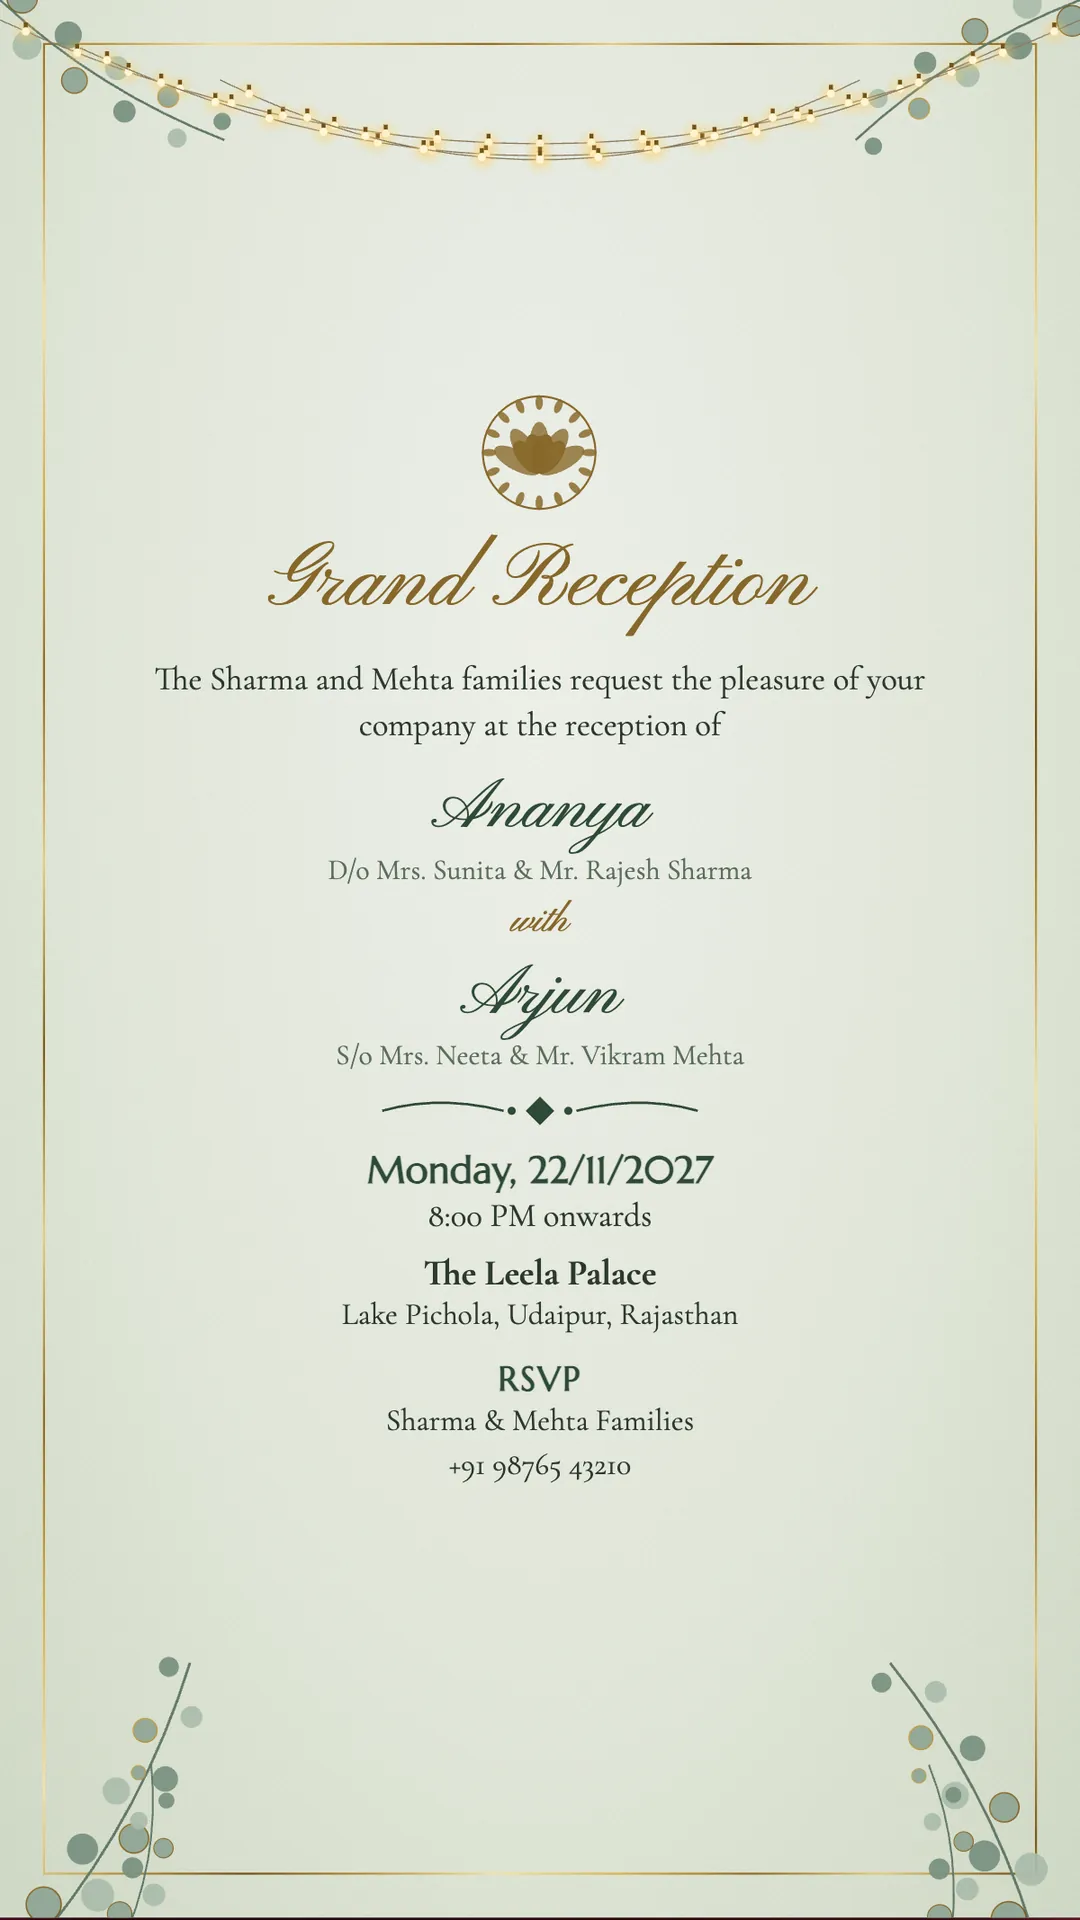 Grand Reception
The Sharma and Mehta families request the pleasure of your
company at the reception of
Ananya
D/o Mrs. Sunita & Mr. Rajesh Sharma
with
Arjun
S/o Mrs. Neeta & Mr. Vikram Mehta
Monday, 22/11/2027
8:00 PM onwards
The Leela Palace
Lake Pichola, Udaipur, Rajasthan
RSVP
Sharma & Mehta Families
+91 98765 43210